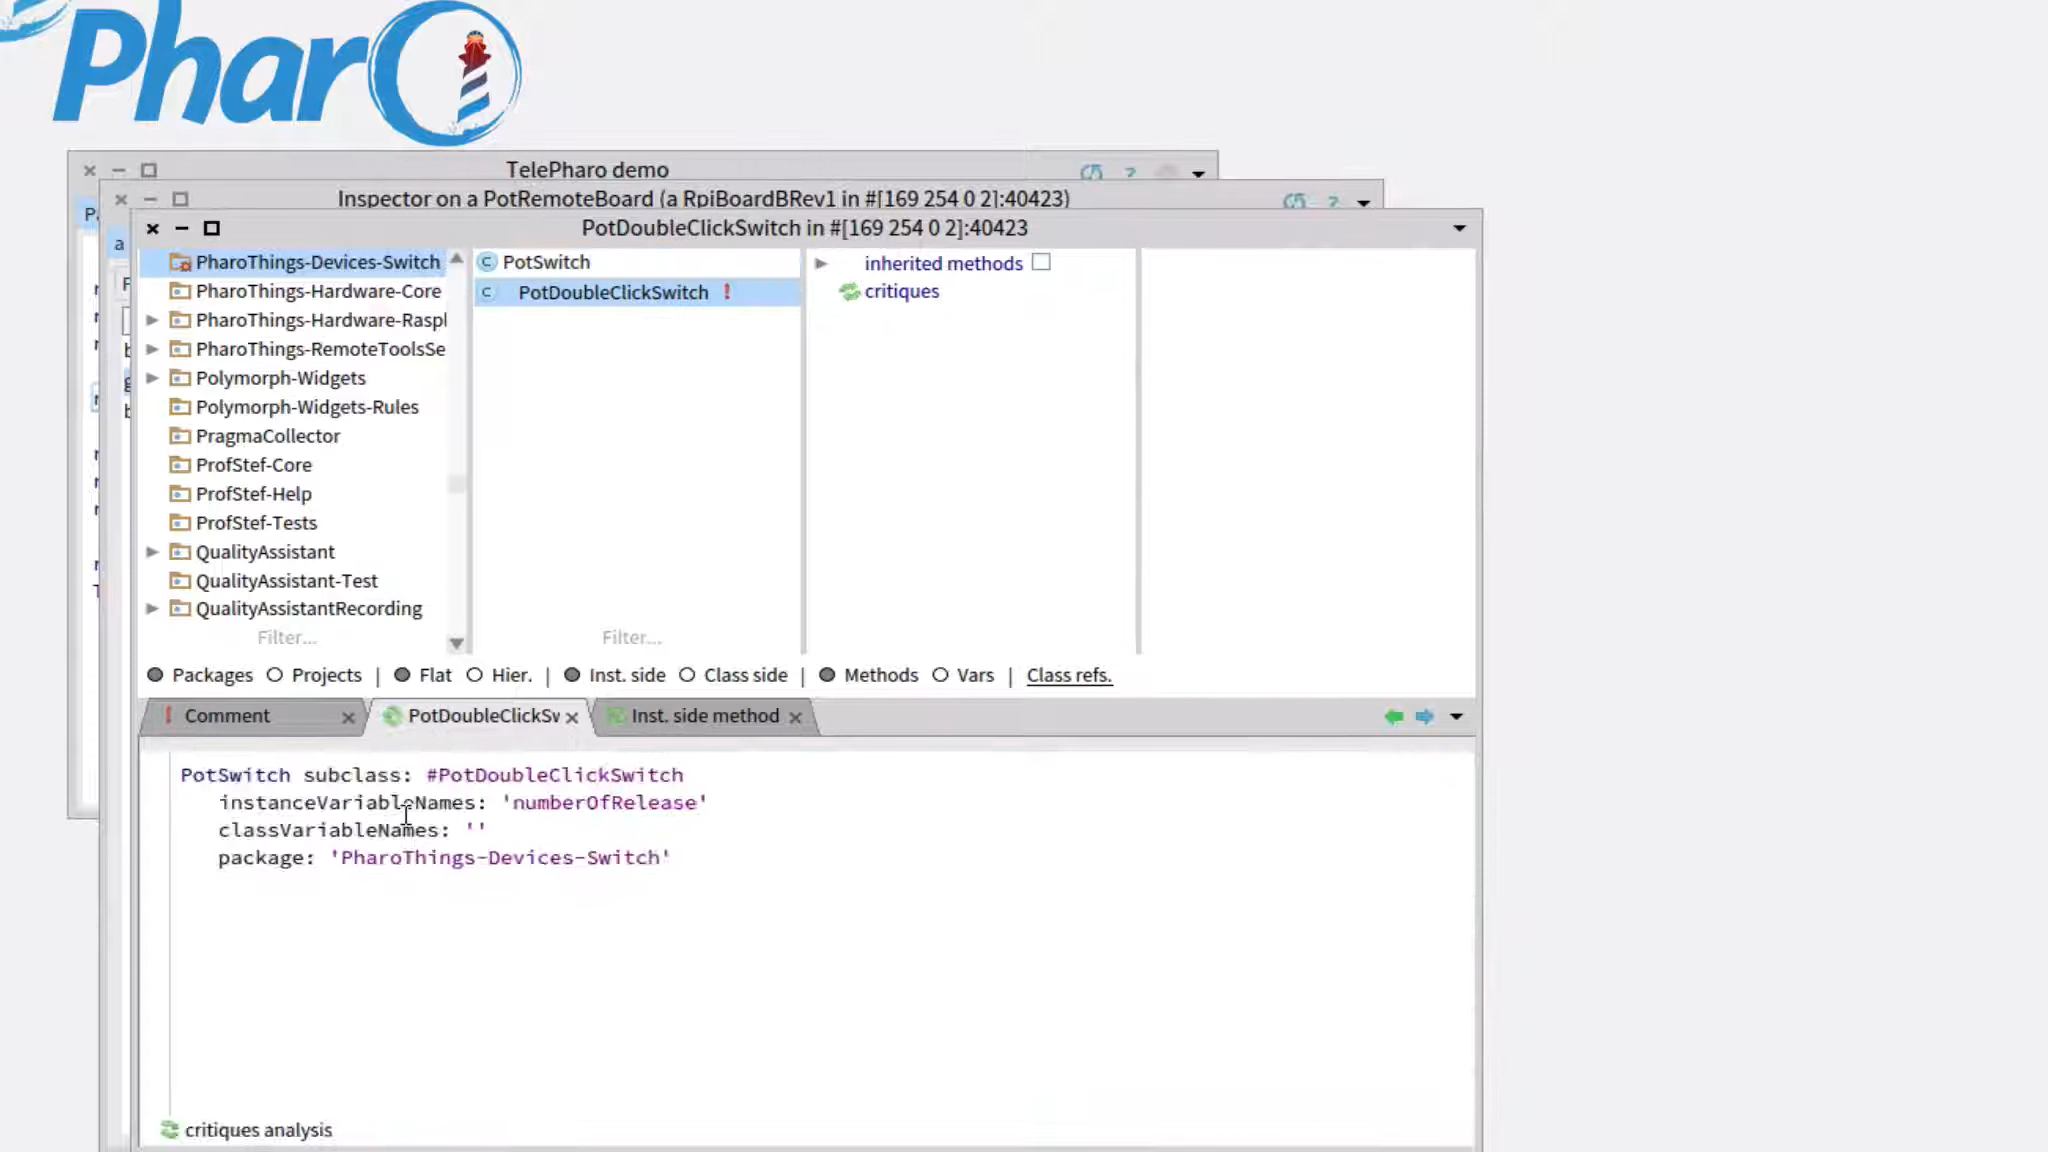 Pharo
TelePharo demo
?
Inspector on a PotRemoteBoard (a RpiBoardBRev1 in #[169 254 0 2]:40423)
?
PotDoubleClickSwitch in #[169 254 0 2]:40423
PharoThings-Devices-Switch
PharoThings-Hardware-Core
PharoThings-Hardware-Raspl
PharoThings-RemoteToolsSe
Polymorph-Widgets
Polymorph-Widgets-Rules
PragmaCollector
ProfStef-Core
ProfStef-Help
ProfStef-Tests
QualityAssistant
QualityAssistant-Test
QualityAssistantRecording
Filter...
C PotSwitch
C PotDoubleClickSwitch !
Filter...
inherited methods
critiques
Packages Projects | Flat Hier. | Inst. side Class side | Methods Vars | Class refs.
! Comment
PotDoubleClickSw
Inst. side method
PotSwitch subclass: #PotDoubleClickSwitch
instanceVariableNames: 'numberOfRelease'
classVariableNames: ''
package: 'PharoThings-Devices-Switch'
critiques analysis